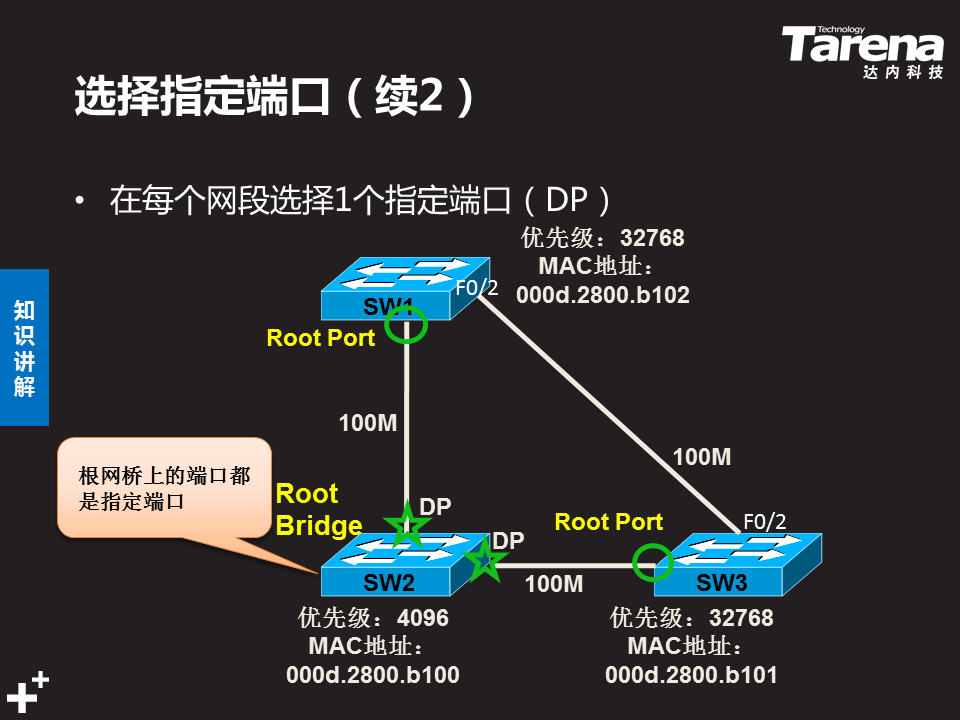 Technology
Tarena
达内科技
选择指定端口（续2）
• 在每个网段选择1个指定端口（DP）
知
识
讲
解
优先级：32768
MAC地址：
000d.2800.b102
F0/2
SW1
Root Port
100M
100M
根网桥上的端口都
是指定端口
Root
Bridge
DP
DP
Root Port
F0/2
SW2
100M
SW3
优先级：4096
MAC地址：
000d.2800.b100
优先级：32768
MAC地址：
000d.2800.b101